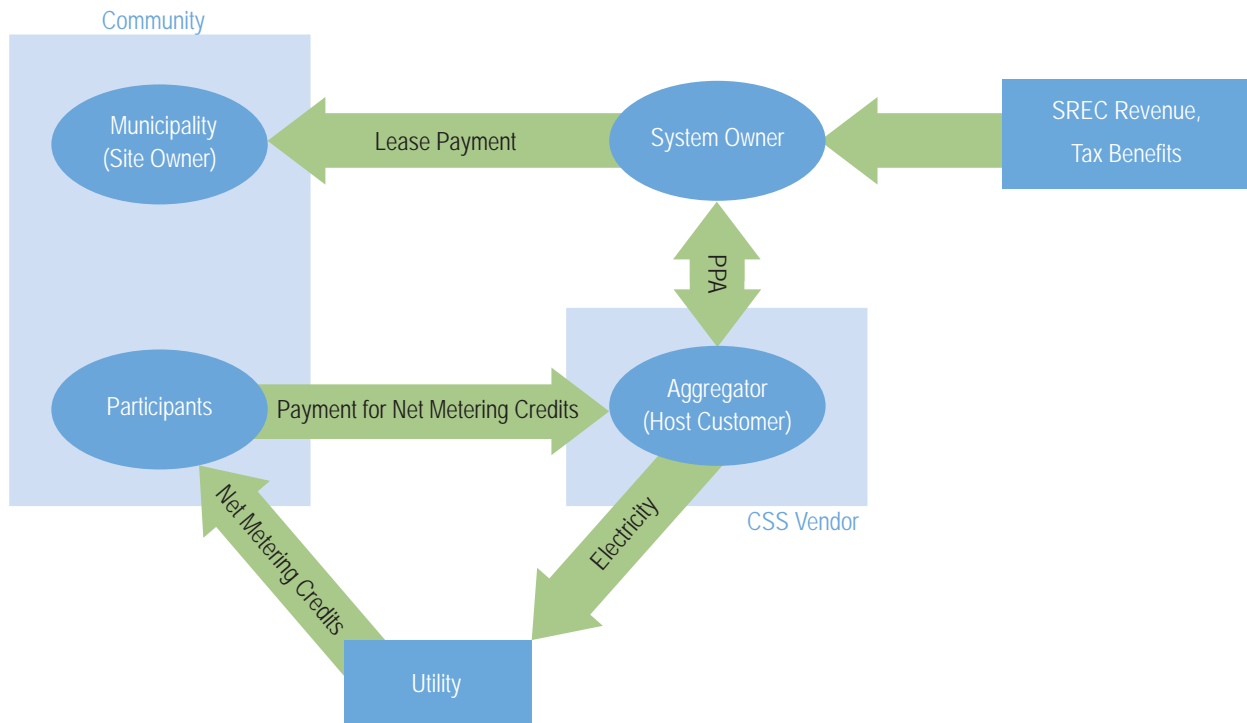 Community
Municipality
(Site Owner)
Lease Payment
System Owner
SREC Revenue,
Tax Benefits
PPA
Participants
Payment for Net Metering Credits
Aggregator
(Host Customer)
CSS Vendor
Electricity
Net Metering Credits
Utility